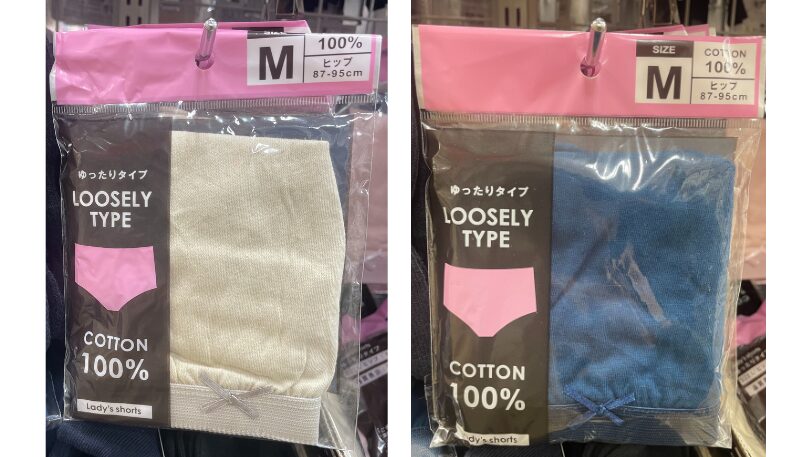 M
100%
ヒップ
87-95cm
ゆったりタイプ
LOOSELY
TYPE
COTTON
100%
Lady's shorts
SIZE
M
COTTON
100%
ヒップ
87-95cm
ゆったりタイプ
LOOSELY
TYPE
COTTON
100%
Lady's shorts